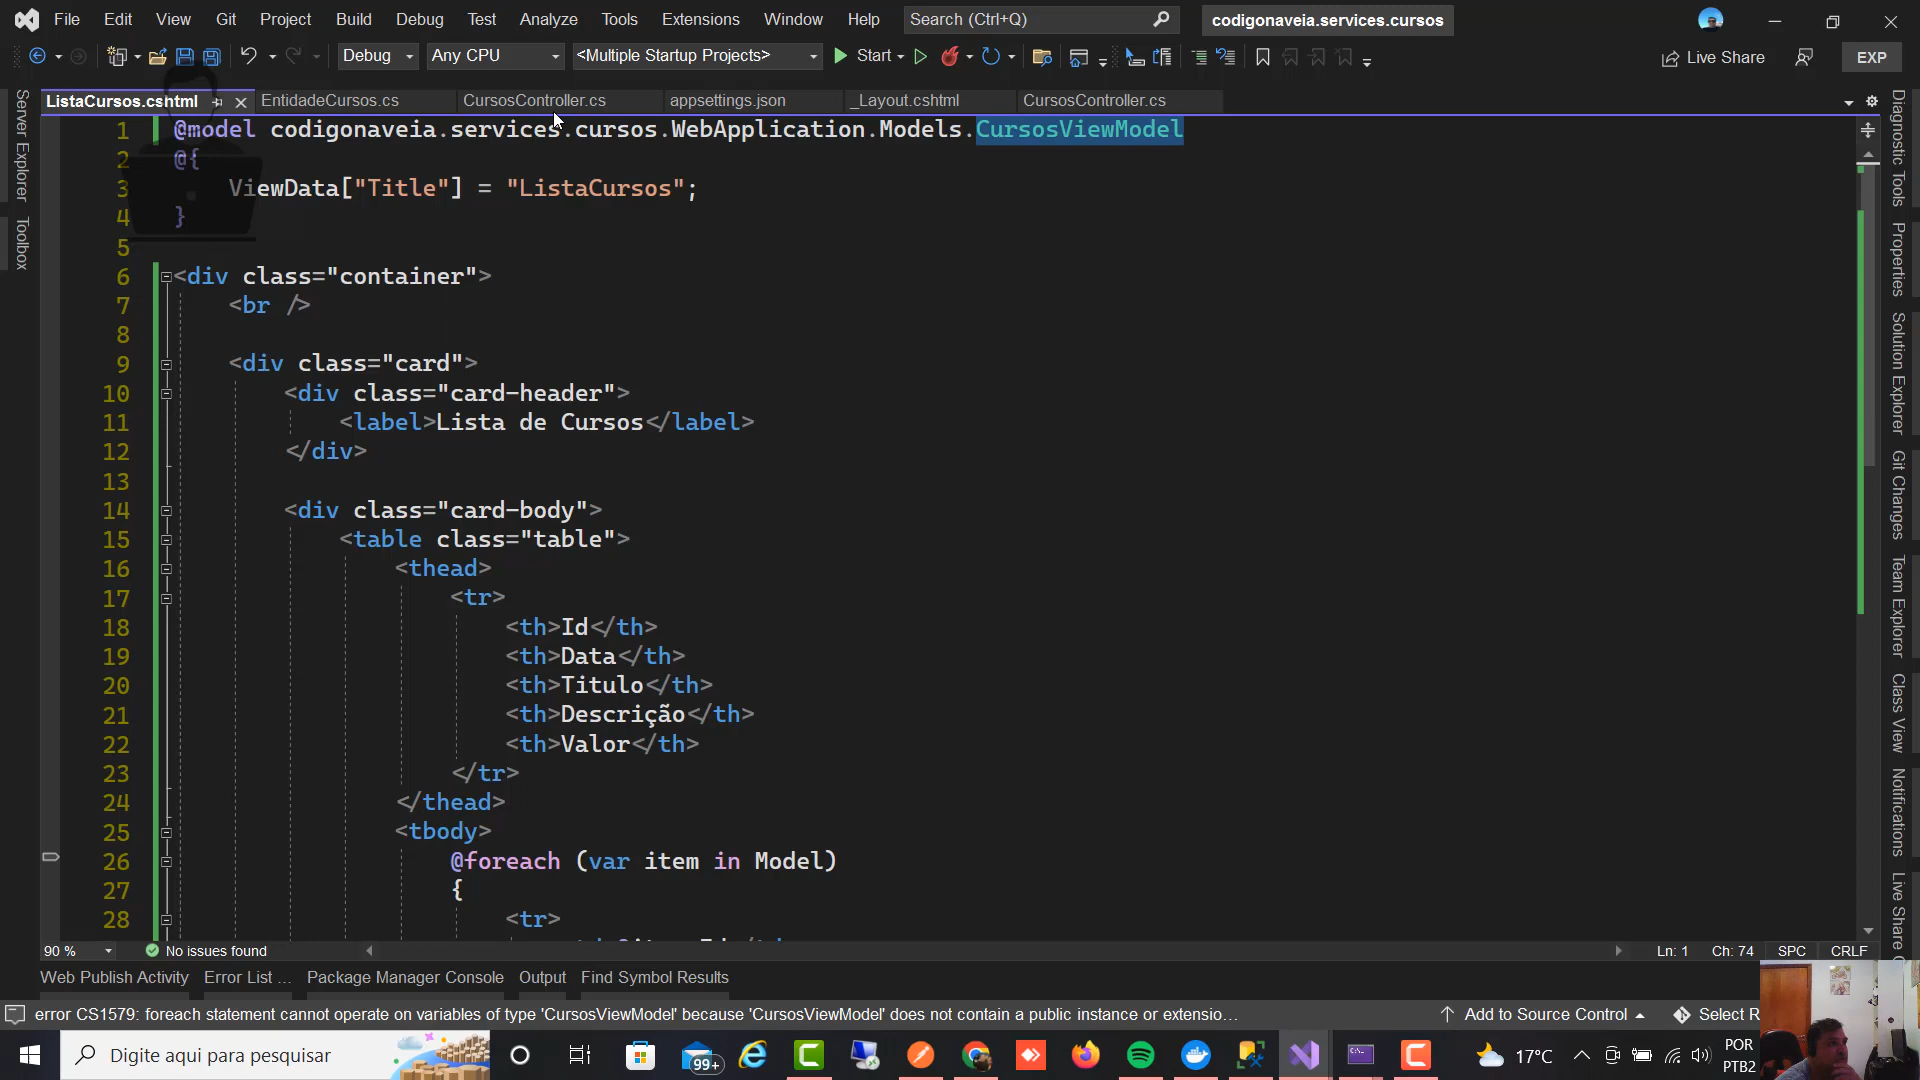 File Edit View Git Project Build Debug Test Analyze Tools Extensions Window Help Search (Ctrl+Q) codigonaveia.services.cursos
Debug Any CPU <Multiple Startup Projects> Start Live Share EXP
ListaCursos.cshtml EntidadeCursos.cs CursosController.cs appsettings.json _Layout.cshtml CursosController.cs
Server Explorer
Toolbox
1 @model codigonaveia.services.cursos.WebApplication.Models.CursosViewModel
2 @{
3 ViewData["Title"] = "ListaCursos";
4 }
5
6 <div class="container">
7 <br />
8
9 <div class="card">
10 <div class="card-header">
11 <label>Lista de Cursos</label>
12 </div>
13
14 <div class="card-body">
15 <table class="table">
16 <thead>
17 <tr>
18 <th>Id</th>
19 <th>Data</th>
20 <th>Titulo</th>
21 <th>Descrição</th>
22 <th>Valor</th>
23 </tr>
24 </thead>
25 <tbody>
26 @foreach (var item in Model)
27 {
28 <tr>
Diagnostic Tools
Properties
Solution Explorer
Git Changes
Team Explorer
Class View
Notifications
Live Share
90 % No issues found Ln: 1 Ch: 74 SPC CRLF
Web Publish Activity Error List ... Package Manager Console Output Find Symbol Results
error CS1579: foreach statement cannot operate on variables of type 'CursosViewModel' because 'CursosViewModel' does not contain a public instance or extensio... Add to Source Control Select R
Digite aqui para pesquisar 99+ 17°C POR
PTB2